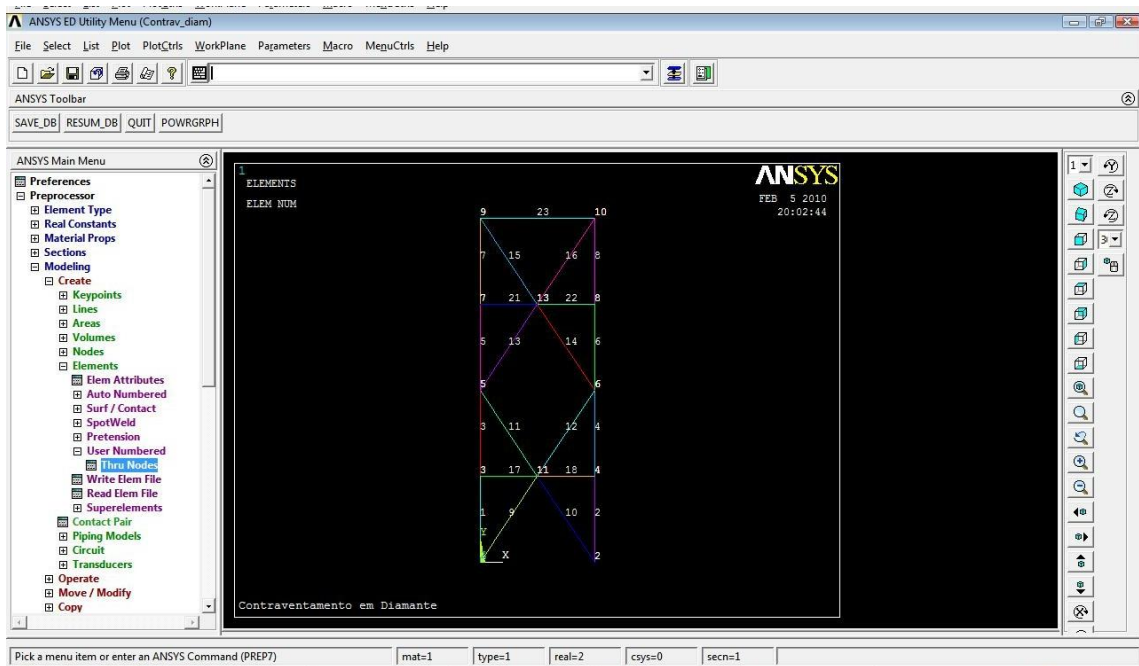 ANSYS ED Utility Menu (Contrav_diam)
File Select List Plot PlotCtrls WorkPlane Parameters Macro MenuCtrls Help
ANSYS Toolbar
SAVE_DB RESUM_DB QUIT POWRGRPH
ANSYS Main Menu
Preferences
Preprocessor
Element Type
Real Constants
Material Props
Sections
Modeling
Create
Keypoints
Lines
Areas
Volumes
Nodes
Elements
Elem Attributes
Auto Numbered
Surf / Contact
SpotWeld
Pretension
User Numbered
Thru Nodes
Write Elem File
Read Elem File
Superelements
Contact Pair
Piping Models
Circuit
Transducers
Operate
Move / Modify
Copy
1
ELEMENTS
ELEM NUM
ANSYS
FEB 5 2010
20:02:44
9 23 10
7 15 16 8
7 21 13 22 8
5 13 14 6
5 6
3 11 12 4
3 17 11 18 4
1 9 10 2
Y
X 2
Contraventamento em Diamante
1
Pick a menu item or enter an ANSYS Command (PREP7) mat=1 type=1 real=2 csys=0 secn=1